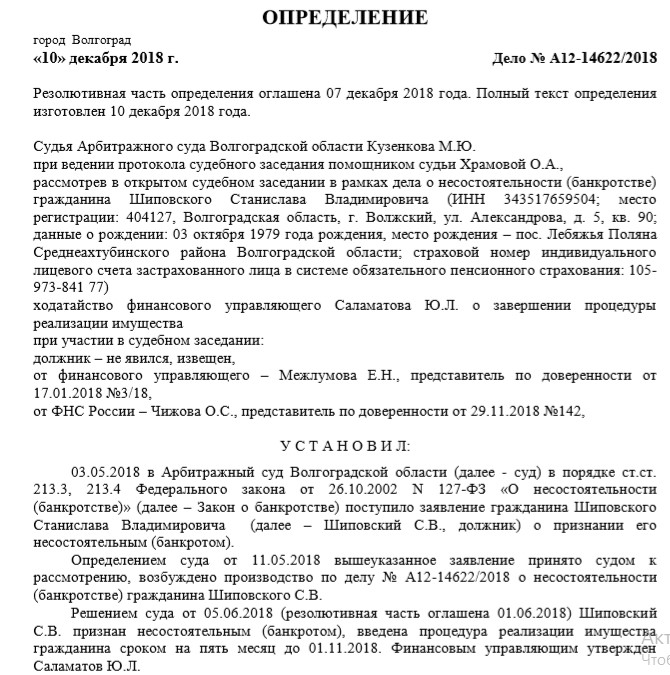 ОПРЕДЕЛЕНИЕ
город Волгоград
«10» декабря 2018 г. Дело № А12-14622/2018
Резолютивная часть определения оглашена 07 декабря 2018 года. Полный текст определения
изготовлен 10 декабря 2018 года.
Судья Арбитражного суда Волгоградской области Кузенкова М.Ю.
при ведении протокола судебного заседания помощником судьи Храмовой О.А.,
рассмотрев в открытом судебном заседании в рамках дела о несостоятельности (банкротстве)
гражданина Шиповского Станислава Владимировича (ИНН 343517659504; место
регистрации: 404127, Волгоградская область, г. Волжский, ул. Александрова, д. 5, кв. 90;
данные о рождении: 03 октября 1979 года рождения, место рождения – пос. Лебяжья Поляна
Среднеахтубинского района Волгоградской области; страховой номер индивидуального
лицевого счета застрахованного лица в системе обязательного пенсионного страхования: 105-
973-841 77)
ходатайство финансового управляющего Саламатова Ю.Л. о завершении процедуры
реализации имущества
при участии в судебном заседании:
должник – не явился, извещен,
от финансового управляющего – Межлумова Е.Н., представитель по доверенности от
17.01.2018 №3/18,
от ФНС России – Чижова О.С., представитель по доверенности от 29.11.2018 №142,
У С Т А Н О В И Л:
03.05.2018 в Арбитражный суд Волгоградской области (далее - суд) в порядке ст.ст.
213.3, 213.4 Федерального закона от 26.10.2002 N 127-ФЗ «О несостоятельности
(банкротстве)» (далее – Закон о банкротстве) поступило заявление гражданина Шиповского
Станислава Владимировича (далее – Шиповский С.В., должник) о признании его
несостоятельным (банкротом).
Определением суда от 11.05.2018 вышеуказанное заявление принято судом к
рассмотрению, возбуждено производство по делу № А12-14622/2018 о несостоятельности
(банкротстве) гражданина Шиповского С.В.
Решением суда от 05.06.2018 (резолютивная часть оглашена 01.06.2018) Шиповский
С.В. признан несостоятельным (банкротом), введена процедура реализации имущества
гражданина сроком на пять месяц до 01.11.2018. Финансовым управляющим утвержден
Саламатов Ю.Л.
Акт
Чтоб